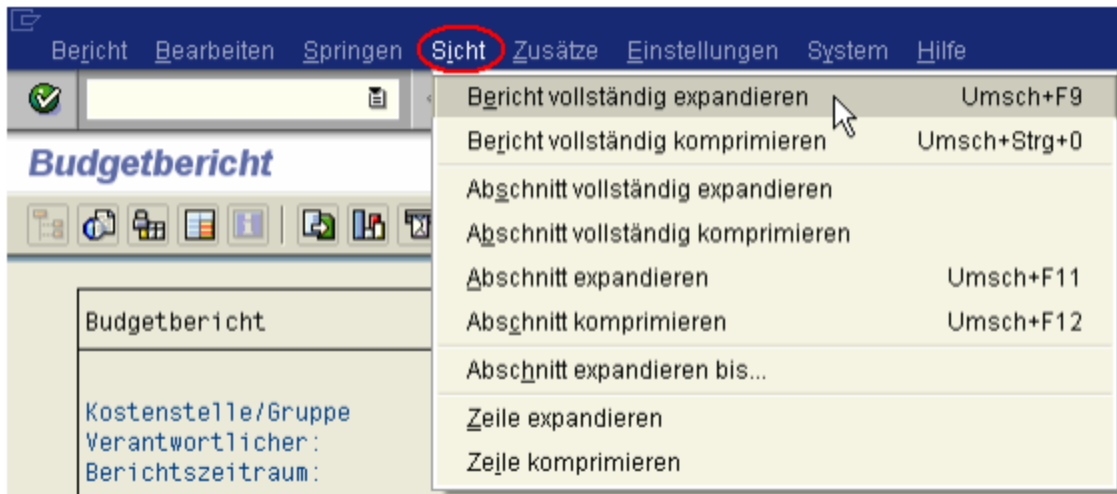 Bericht Bearbeiten Springen Sicht Zusätze Einstellungen System Hilfe
Bericht vollständig expandieren Umsch+F9
Bericht vollständig komprimieren Umsch+Strg+0
Budgetbericht
Abschnitt vollständig expandieren
Abschnitt vollständig komprimieren
Abschnitt expandieren Umsch+F11
Abschnitt komprimieren Umsch+F12
Abschnitt expandieren bis...
Zeile expandieren
Zeile komprimieren
Budgetbericht
Kostenstelle/Gruppe
Verantwortlicher:
Berichtszeitraum: